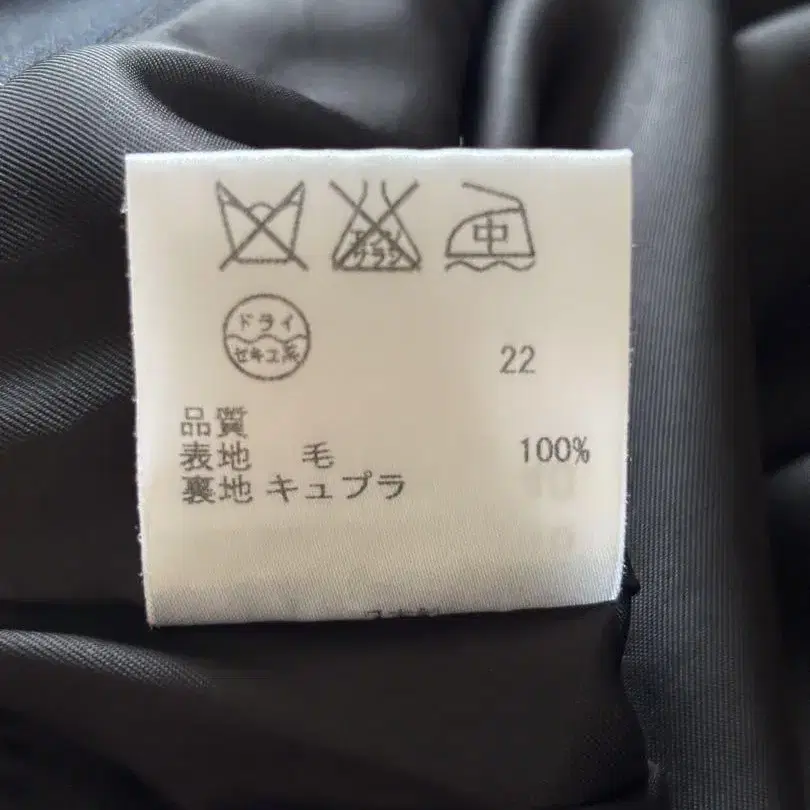 中
ドライ
セキユ系
22
品質
表地 毛 100%
裏地 キュプラ